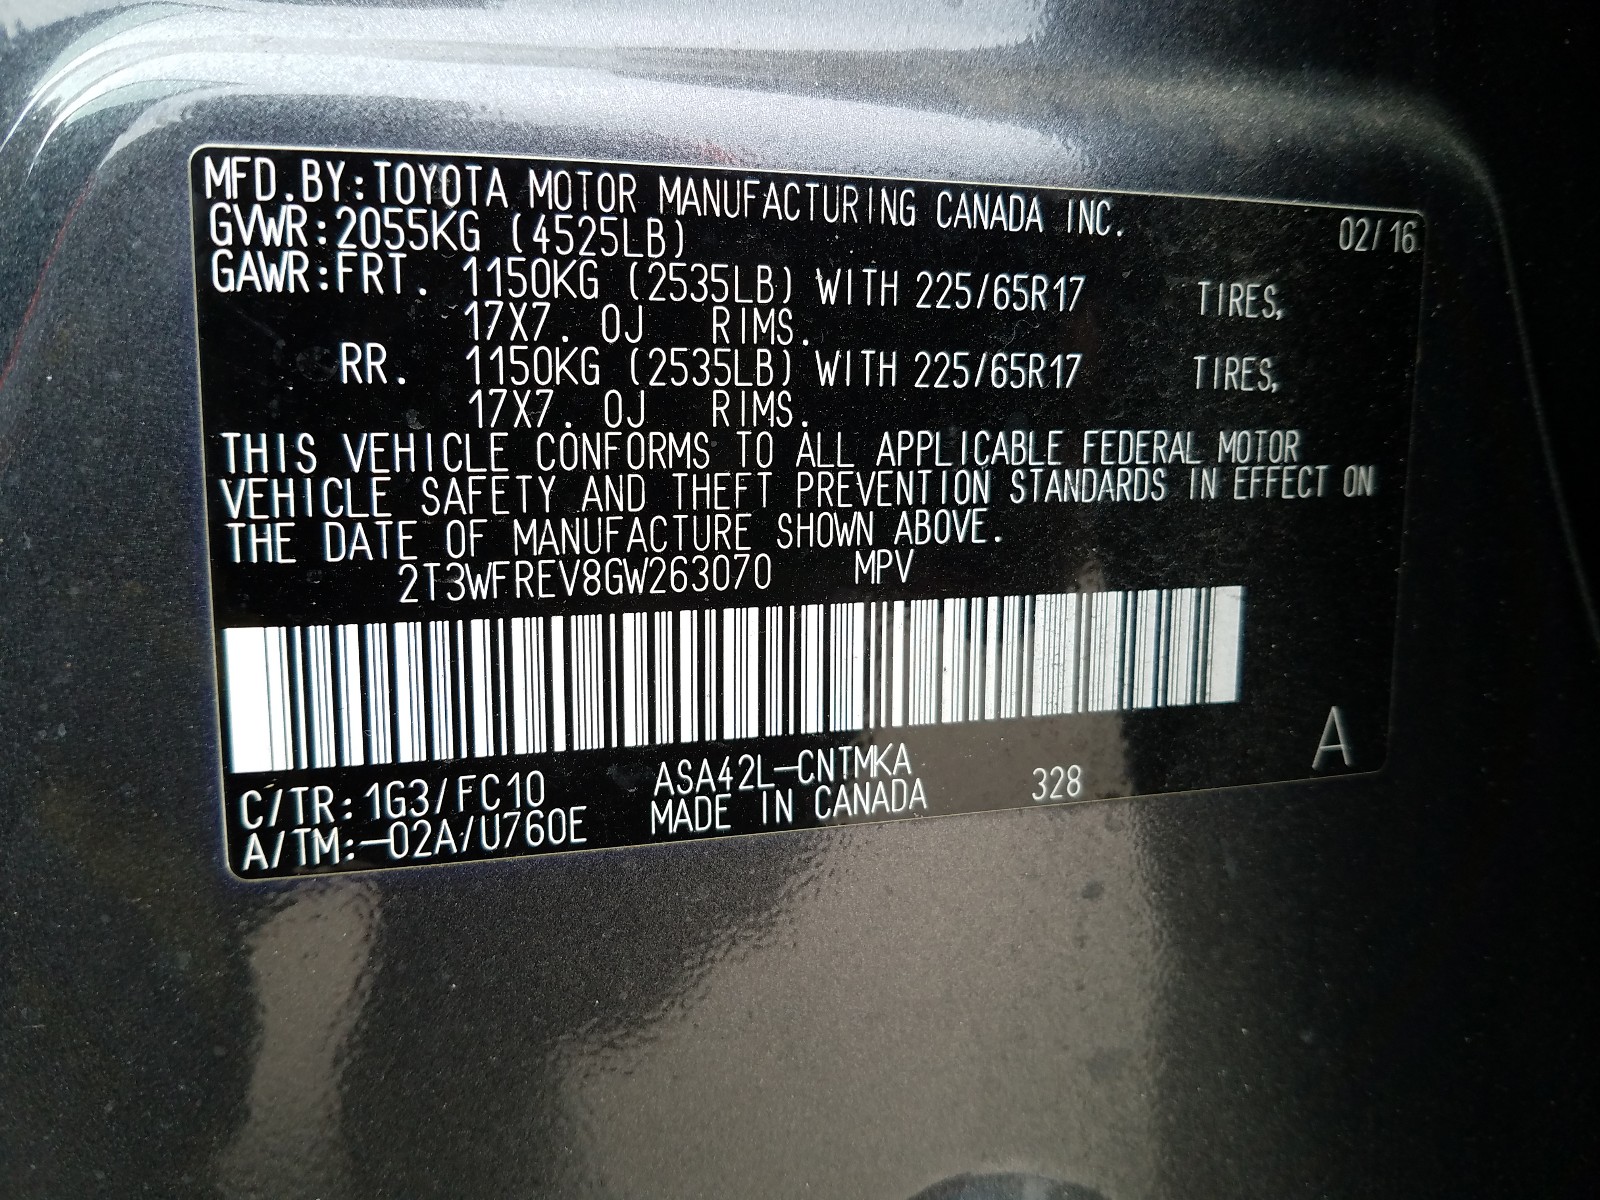 MFD.BY:TOYOTA MOTOR MANUFACTURING CANADA INC. 02/16
GVWR:2055KG (4525LB)
GAWR:FRT. 1150KG (2535LB) WITH 225/65R17 TIRES,
17X7. 0J RIMS.
RR. 1150KG (2535LB) WITH 225/65R17 TIRES,
17X7. 0J RIMS.
THIS VEHICLE CONFORMS TO ALL APPLICABLE FEDERAL MOTOR
VEHICLE SAFETY AND THEFT PREVENTION STANDARDS IN EFFECT ON
THE DATE OF MANUFACTURE SHOWN ABOVE.
2T3WFREV8GW263070 MPV
C/TR:1G3/FC10 ASA42L-CNTMKA 328 A
A/TM:-02A/U760E MADE IN CANADA